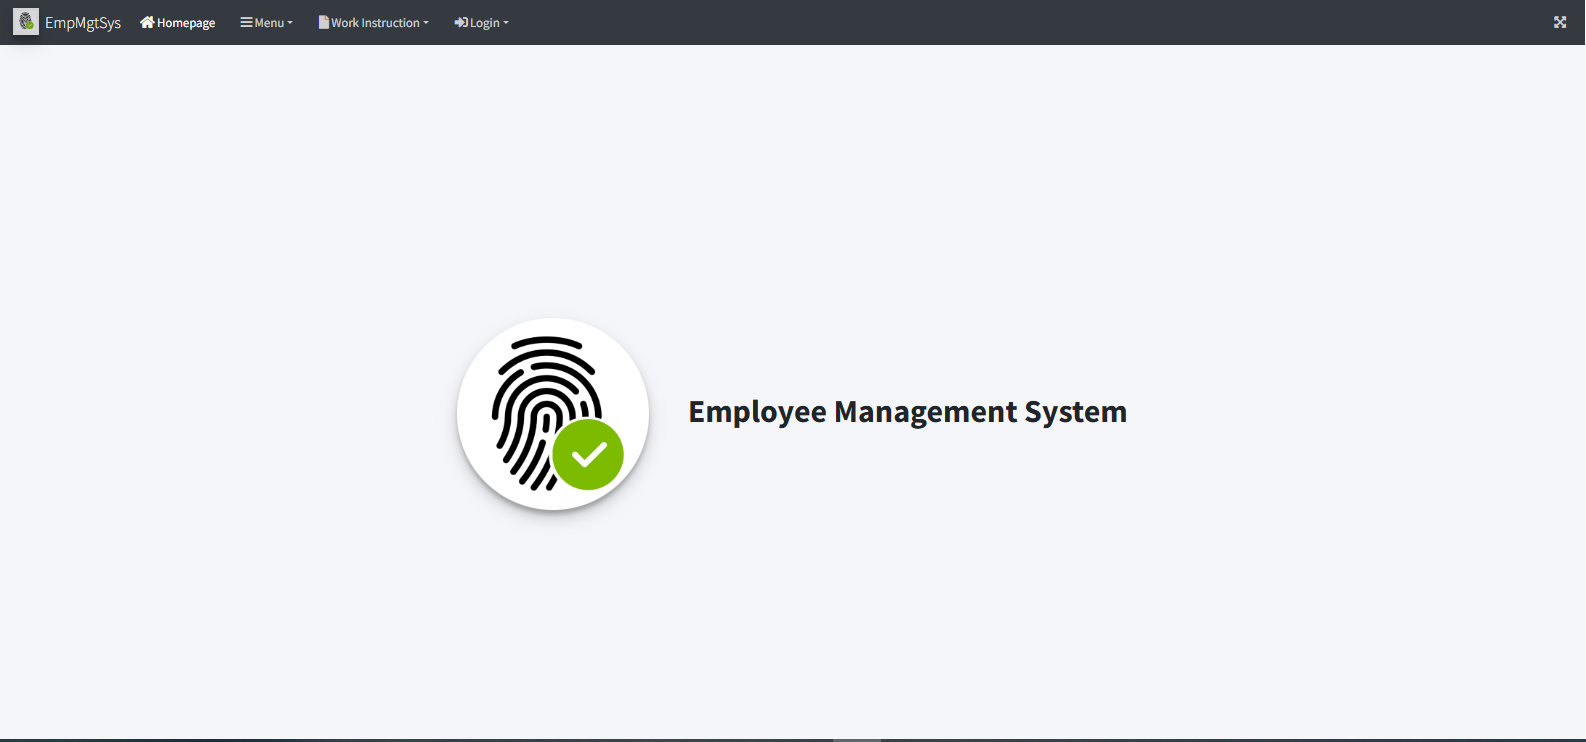 EmpMgtSys Homepage Menu Work Instruction Login
Employee Management System